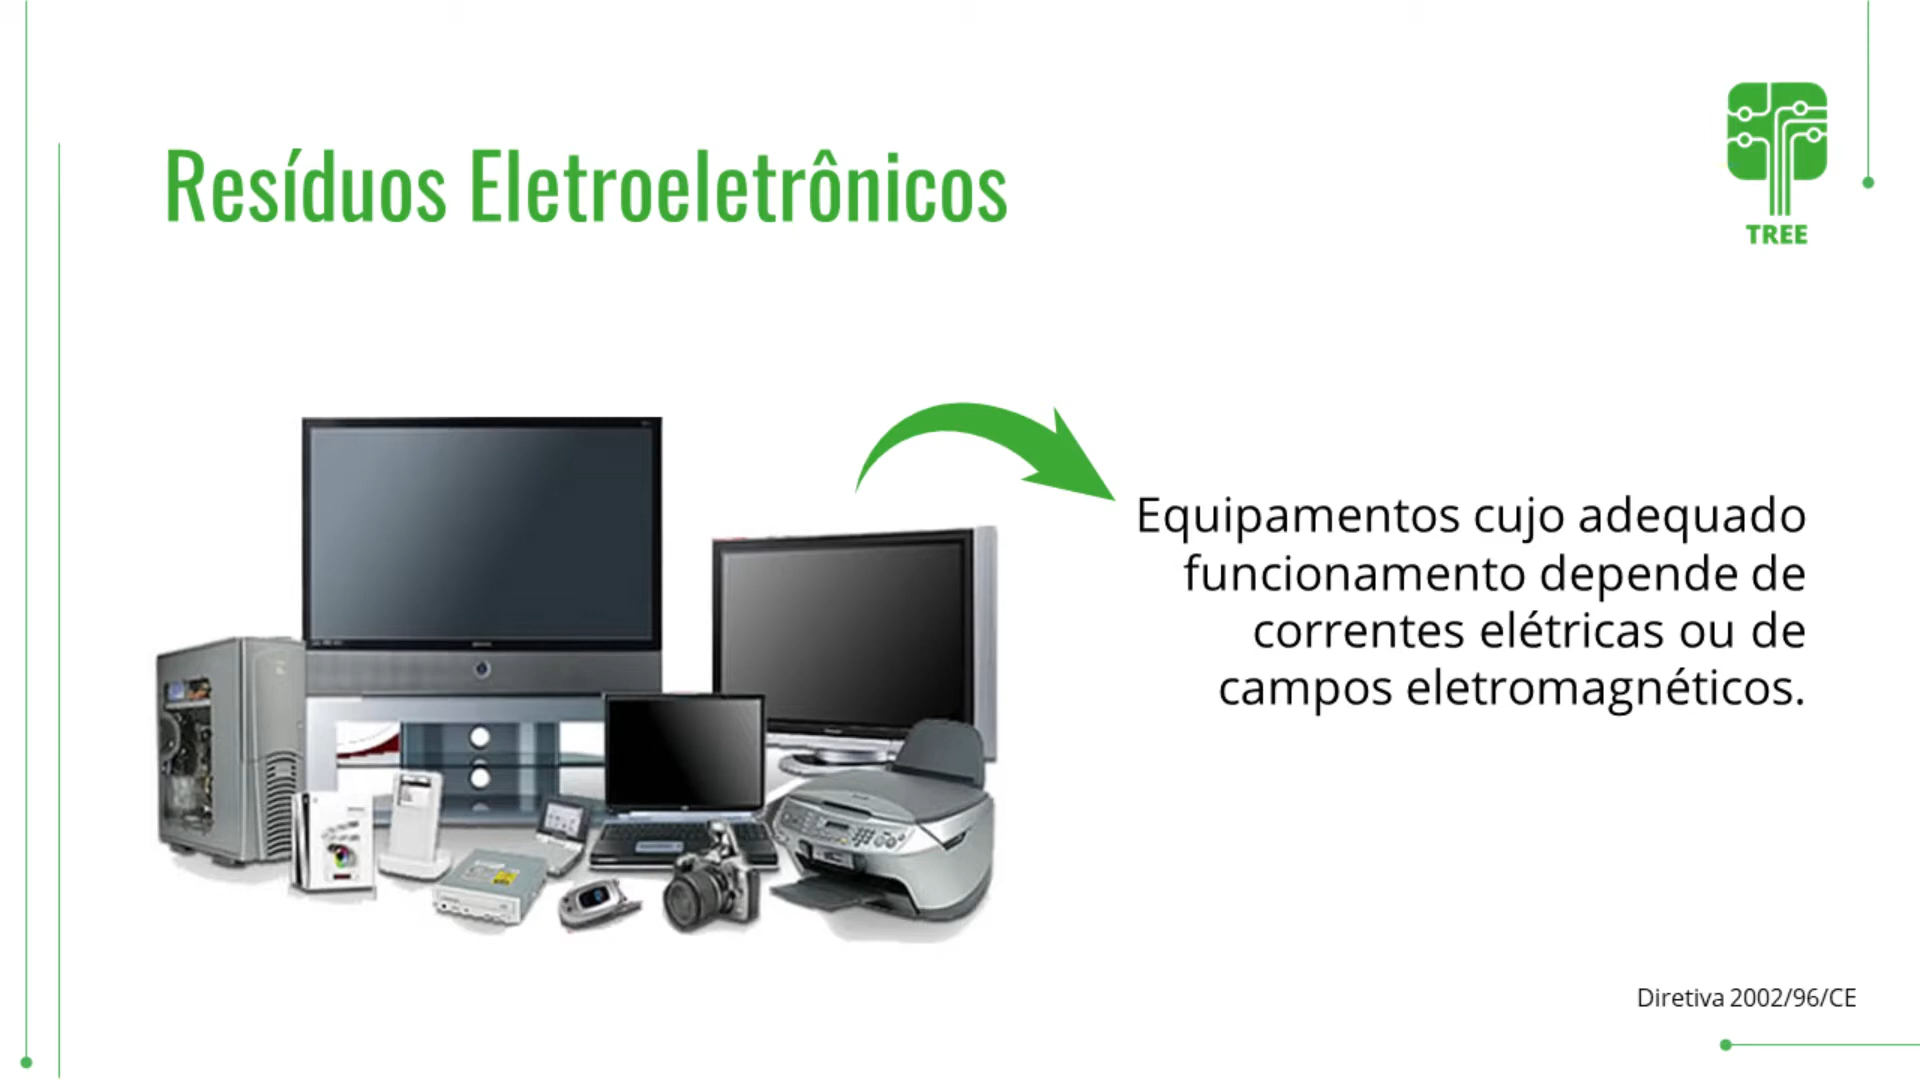 Resíduos Eletroeletrônicos
TREE
Equipamentos cujo adequado
funcionamento depende de
correntes elétricas ou de
campos eletromagnéticos.
Diretiva 2002/96/CE